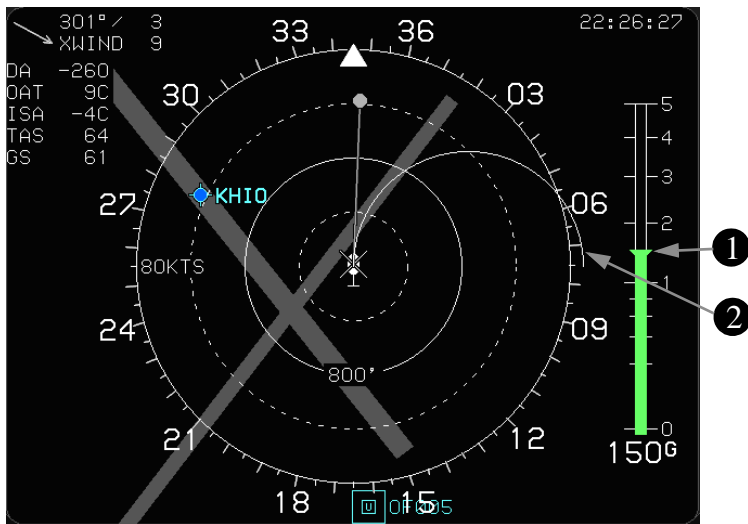 301°/ 3
XWIND 9
22:26:27
DA -260
OAT 9C
ISA -4C
TAS 64
GS 61
33 36
30 03
27 KHIO 06
80KTS
24 09
800'
21 12
18 15
5
4
3
2
1
0
150G
1
2
U